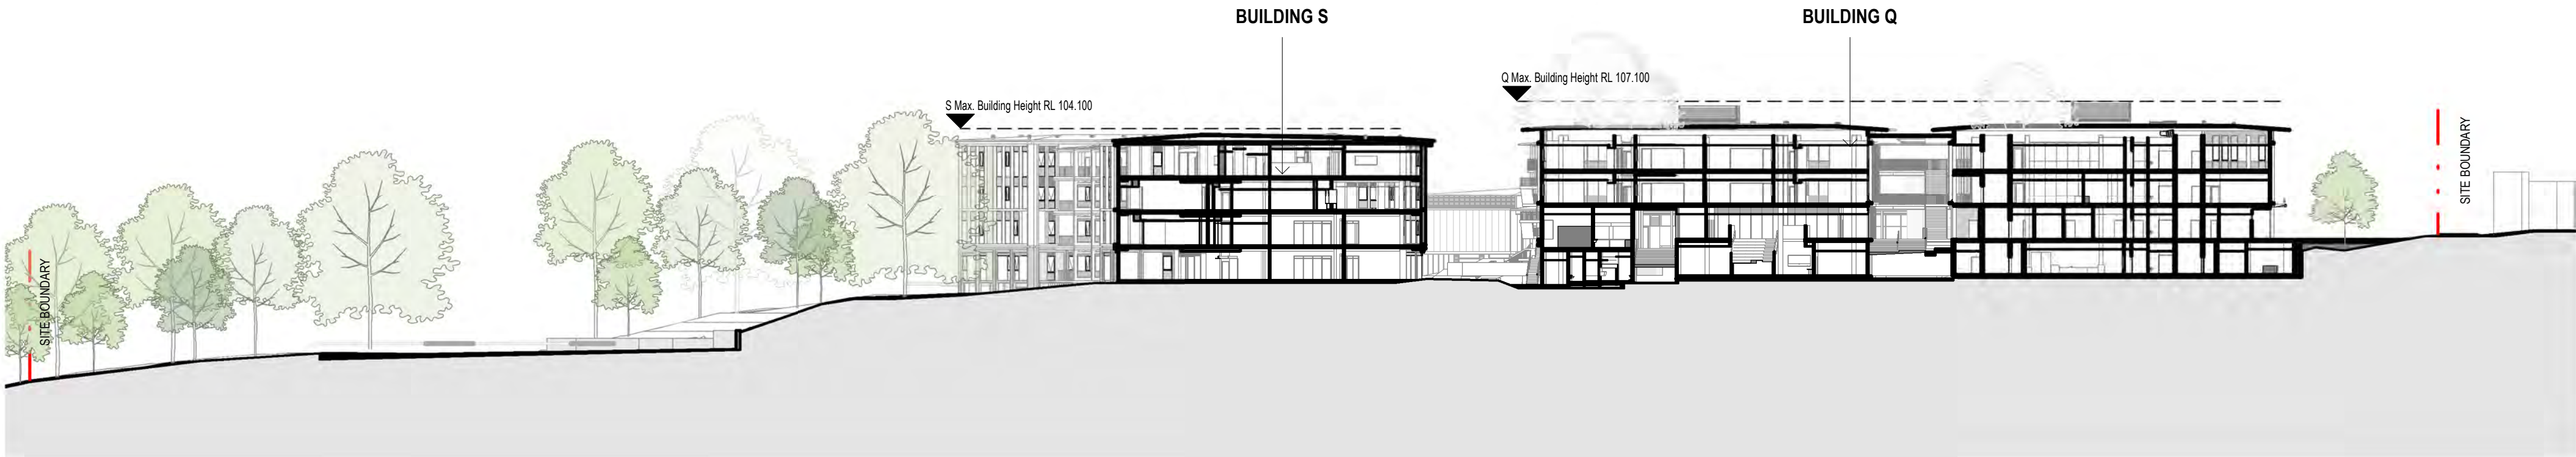 BUILDING S
BUILDING Q
Q Max. Building Height RL 107.100
S Max. Building Height RL 104.100
SITE BOUNDARY
SITE BOUNDARY